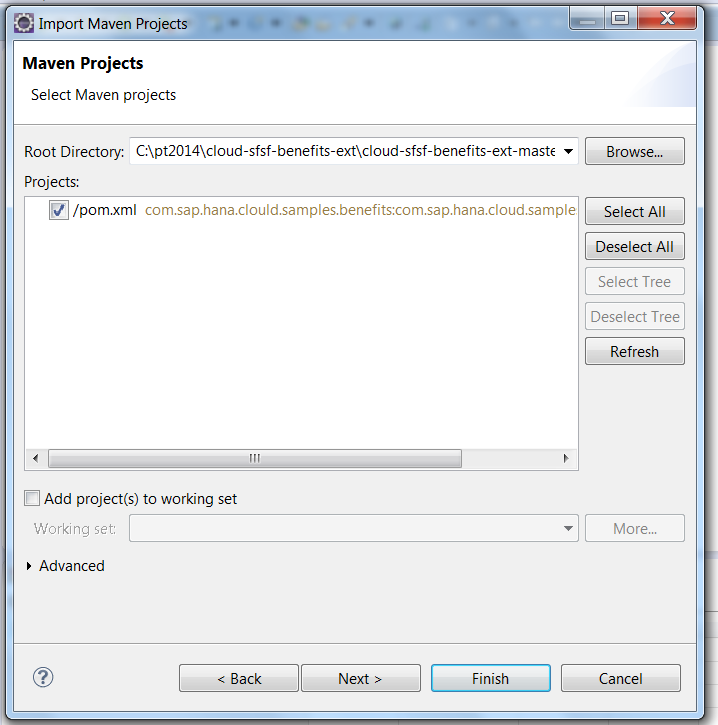 Import Maven Projects
Maven Projects
Select Maven projects
Root Directory: C:\pt2014\cloud-sfsf-benefits-ext\cloud-sfsf-benefits-ext-maste Browse...
Projects:
/pom.xml com.sap.hana.clould.samples.benefits:com.sap.hana.cloud.sample
Select All
Deselect All
Select Tree
Deselect Tree
Refresh
Add project(s) to working set
Working set: More...
Advanced
? < Back Next > Finish Cancel